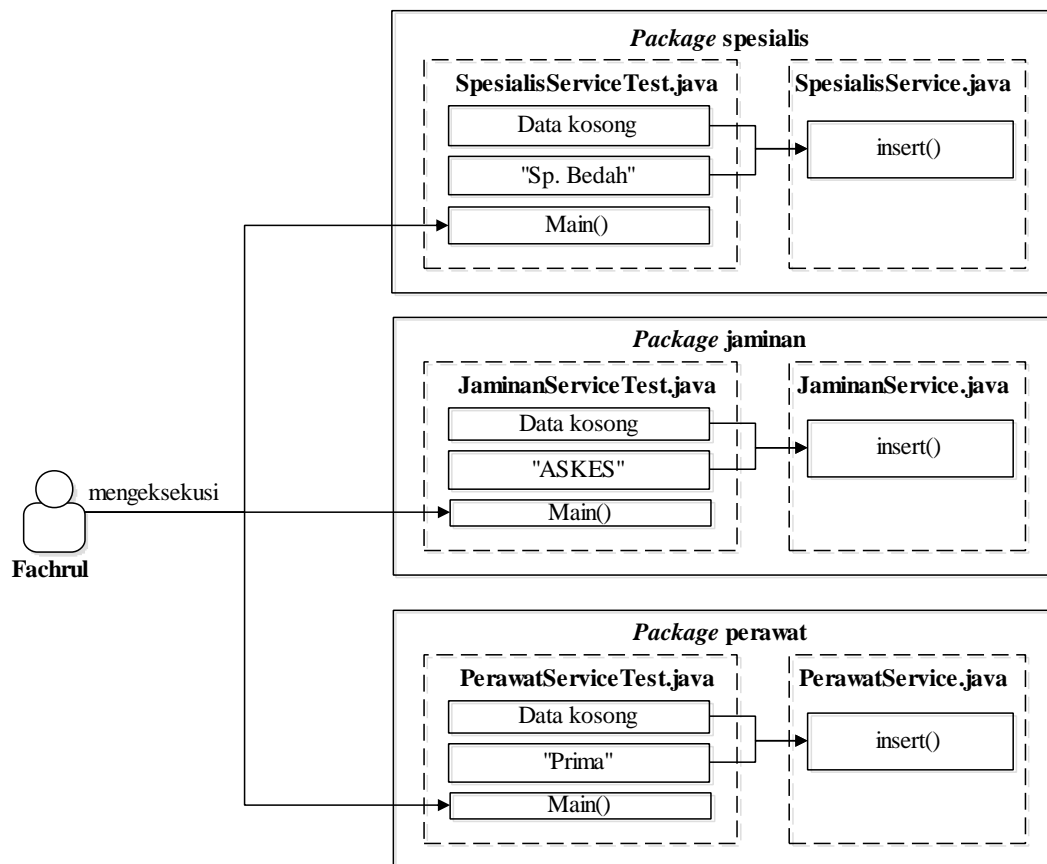 Package spesialis
SpesialisServiceTest.java
SpesialisService.java
Data kosong
insert()
"Sp. Bedah"
Main()
Package jaminan
JaminanServiceTest.java
JaminanService.java
Data kosong
insert()
"ASKES"
Main()
mengeksekusi
Fachrul
Package perawat
PerawatServiceTest.java
PerawatService.java
Data kosong
insert()
"Prima"
Main()